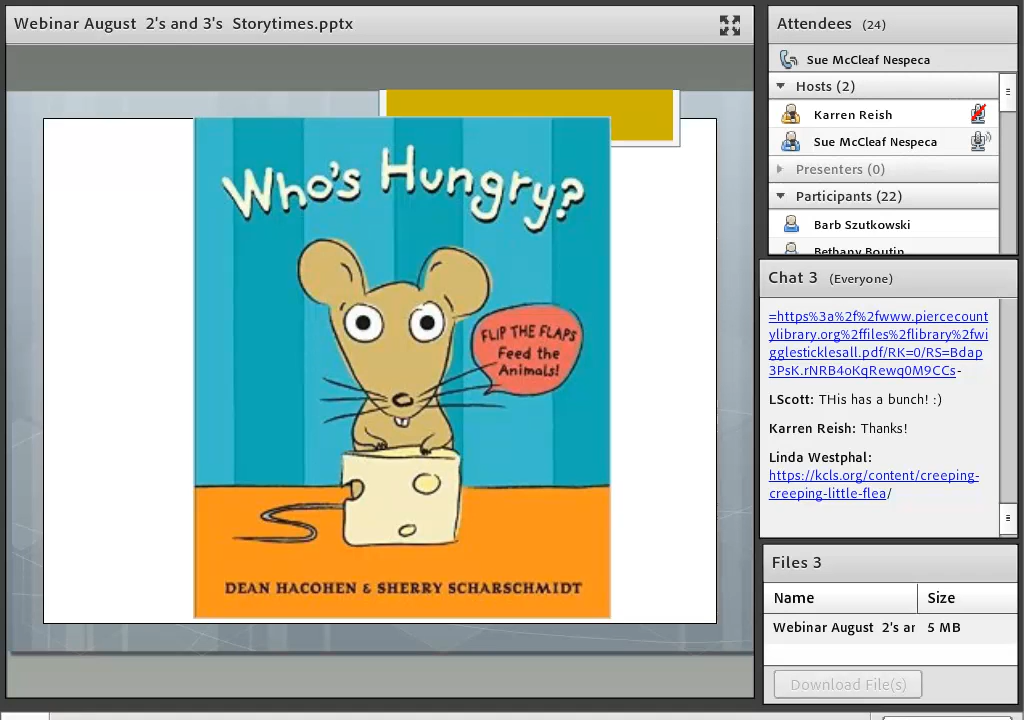 Webinar August  2's and 3's  Storytimes.pptx
Who's Hungry?
FLIP THE FLAPS
Feed the
Animals!
DEAN HACOHEN & SHERRY SCHARSCHMIDT
Attendees (24)
Sue McCleaf Nespeca
Hosts (2)
Karren Reish
Sue McCleaf Nespeca
Presenters (0)
Participants (22)
Barb Szutkowski
Bethany Boutin
Chat 3 (Everyone)
=https%3a%2f%2fwww.piercecount
ylibrary.org%2ffiles%2flibrary%2fwi
gglesticklesall.pdf/RK=0/RS=Bdap
3PsK.rNRB4oKqRewq0M9CCs-
LScott: THis has a bunch! :)
Karren Reish: Thanks!
Linda Westphal:
https://kcls.org/content/creeping-
creeping-little-flea/
Files 3
Name Size
Webinar August  2's ar 5 MB
Download File(s)